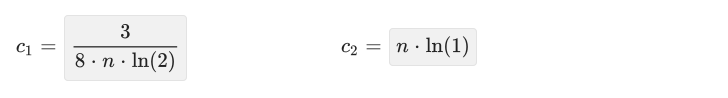 c₁ = 3 / (8 · n · ln(2))    c₂ = n · ln(1)